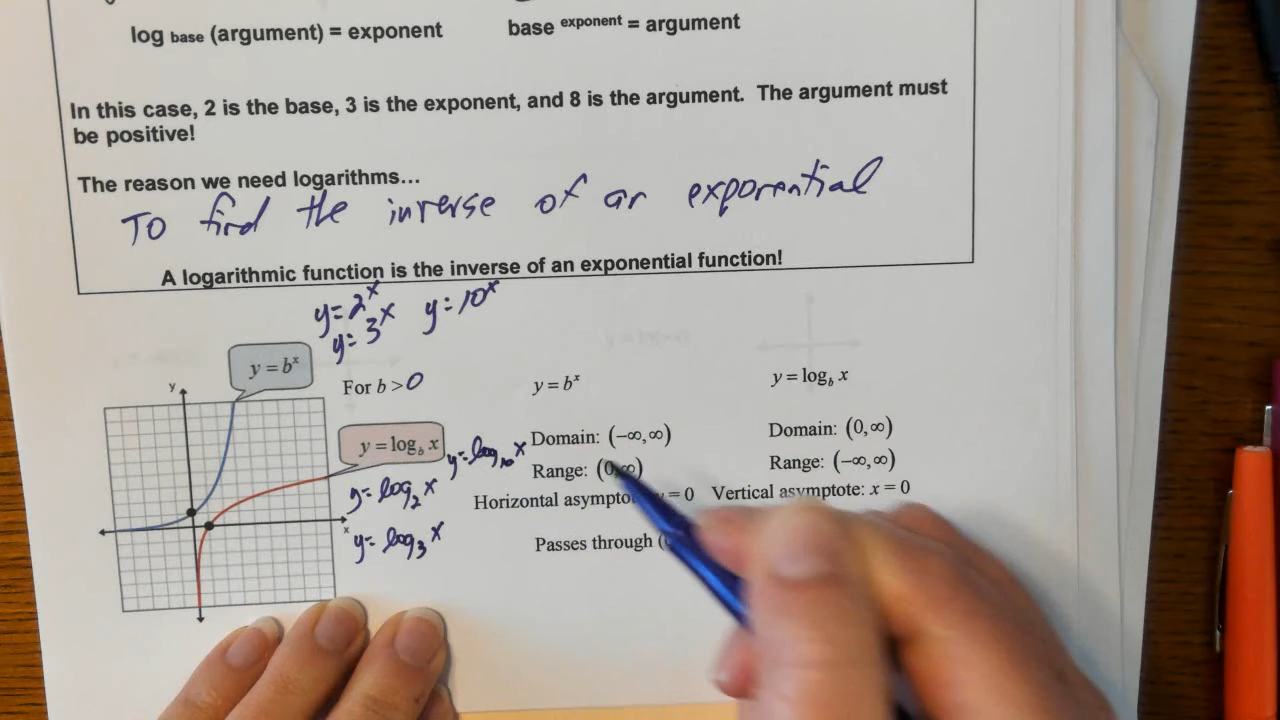 log base (argument) = exponent base exponent = argument
In this case, 2 is the base, 3 is the exponent, and 8 is the argument. The argument must
be positive!
The reason we need logarithms...
To find the inverse of an exponential
A logarithmic function is the inverse of an exponential function!
y=2^x y=10^x
y=3^x
y = b^x
For b > 0
y = b^x
y = log_b x
y
y = log_b x
y=log_10 x
Domain: (−∞,∞)
Domain: (0,∞)
Range: (0,∞)
Range: (−∞,∞)
y=log_2 x
Horizontal asymptote = 0
Vertical asymptote: x = 0
x
y=log_3 x
Passes through (